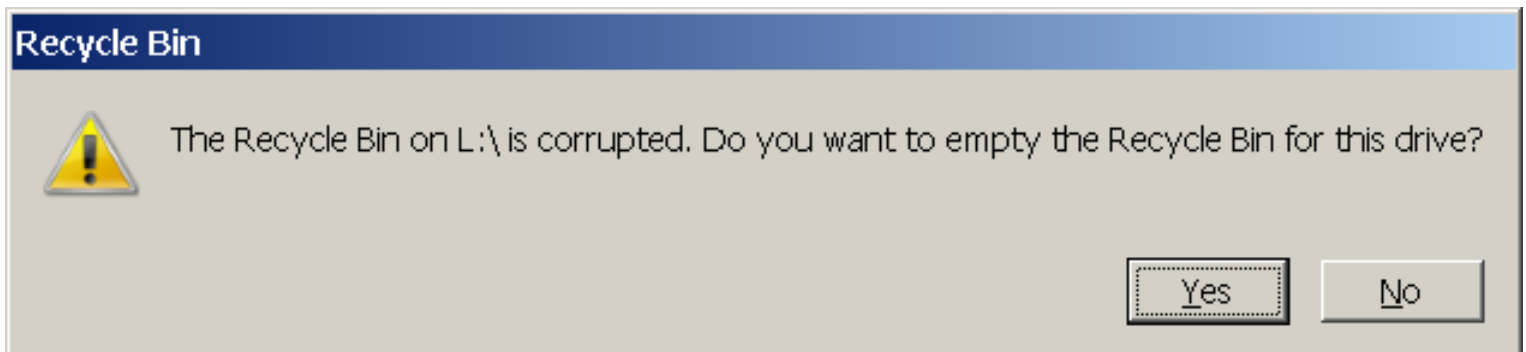 Recycle Bin
The Recycle Bin on L:\ is corrupted. Do you want to empty the Recycle Bin for this drive?
Yes No